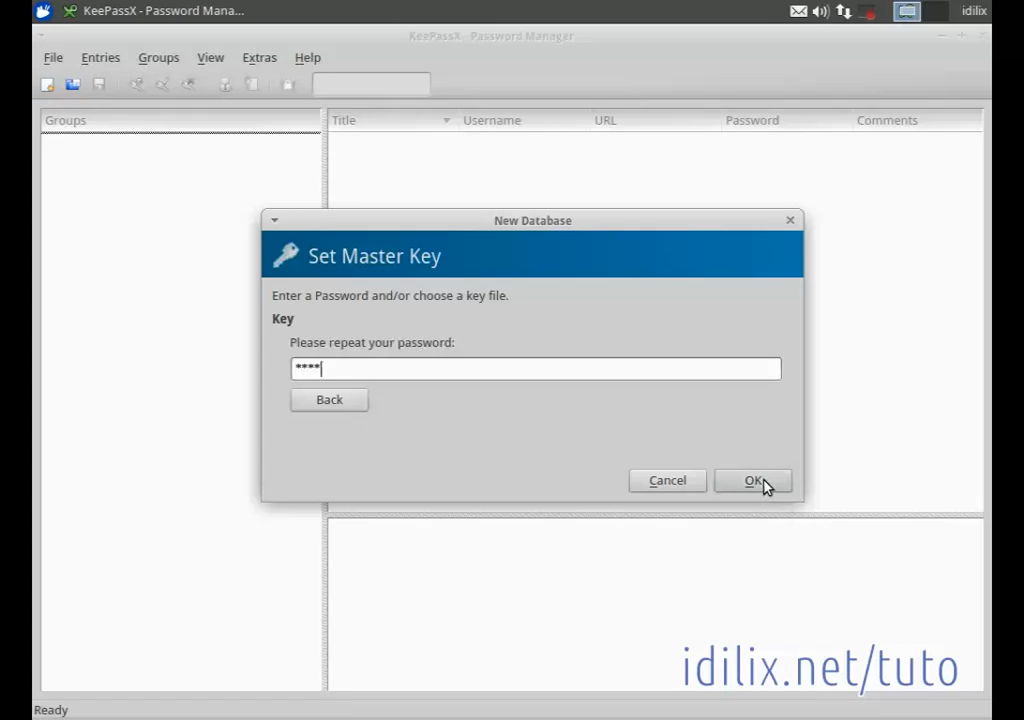 KeePassX - Password Mana...
idilix
KeePassX - Password Manager
File Entries Groups View Extras Help
Groups
Title Username URL Password Comments
New Database
Set Master Key
Enter a Password and/or choose a key file.
Key
Please repeat your password:
****
Back
Cancel OK
idilix.net/tuto
Ready